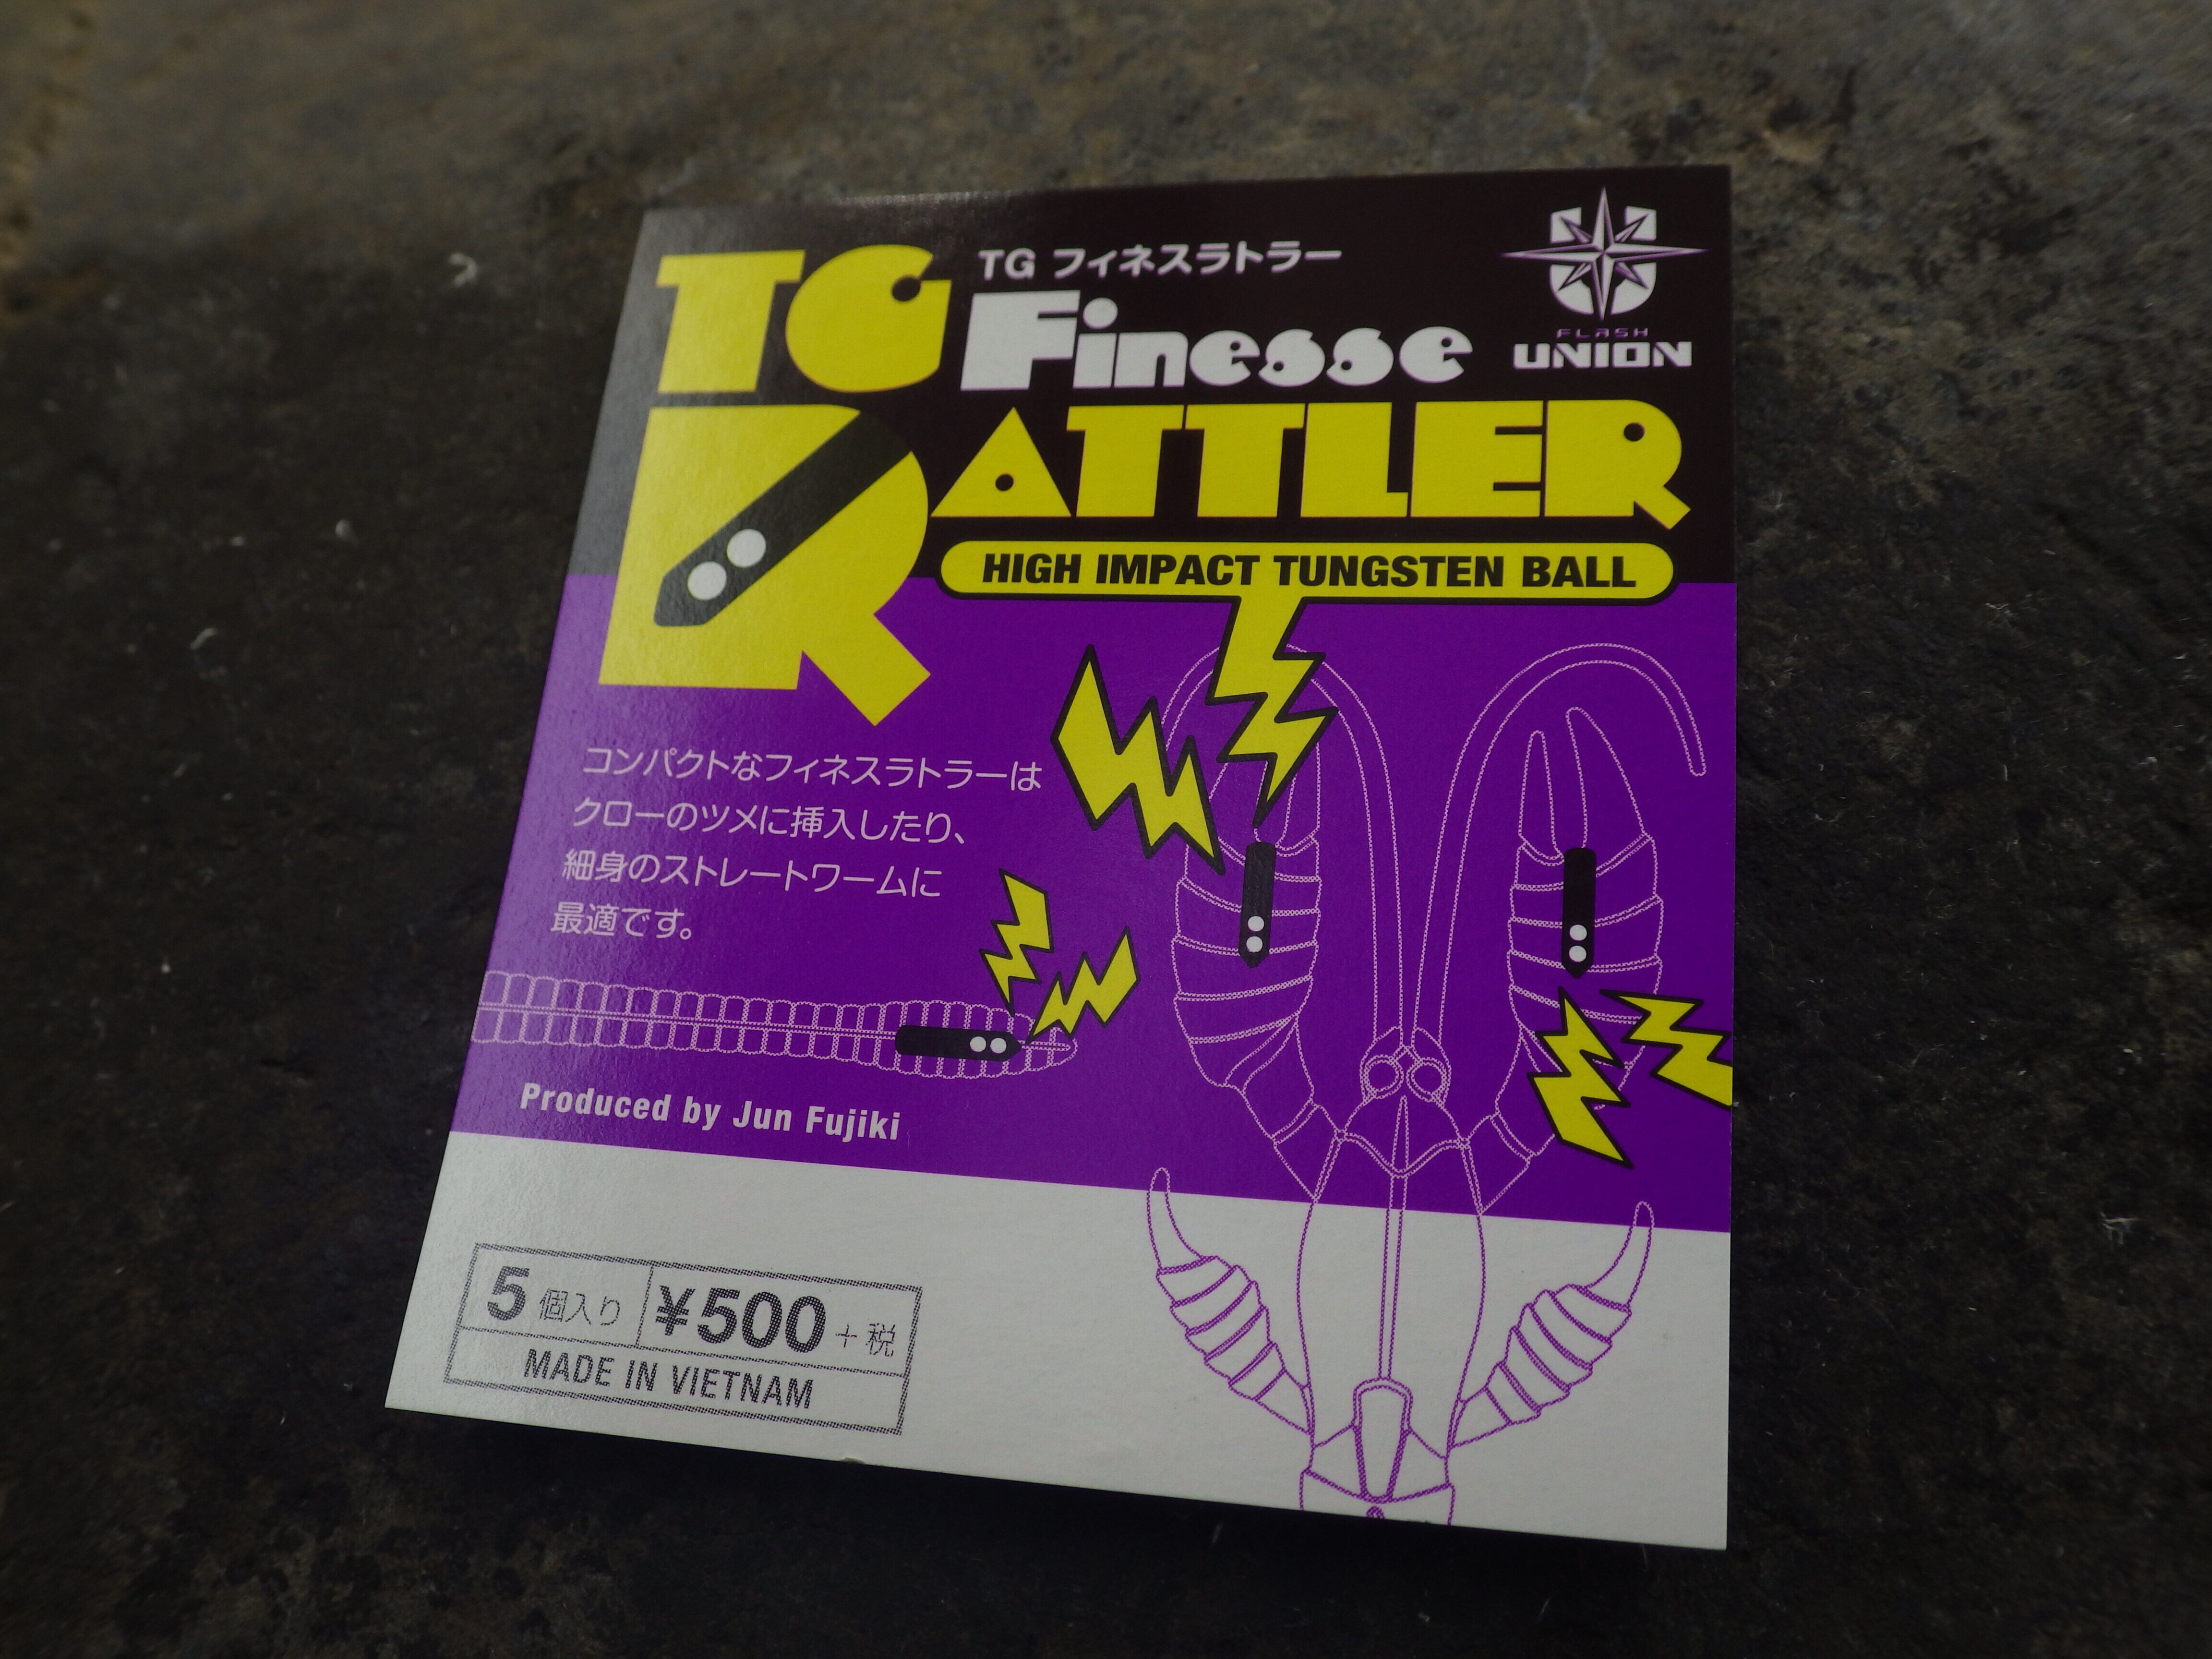 TG
TG フィネスラトラー
Finesse
FLASH
UNION
RATTLER
HIGH IMPACT TUNGSTEN BALL
コンパクトなフィネスラトラーは
クローのツメに挿入したり、
細身のストレートワームに
最適です。
Produced by Jun Fujiki
5個入り ¥500+税
MADE IN VIETNAM